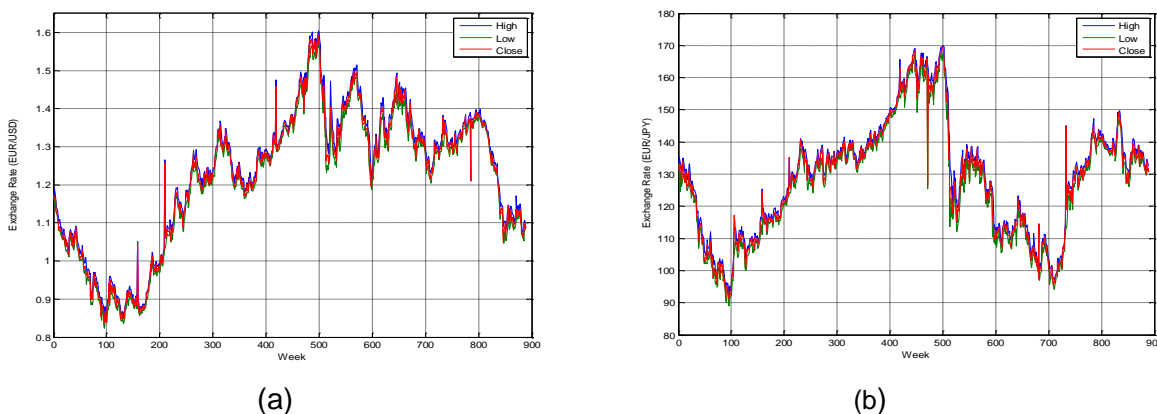 High
Low
Close
Exchange Rate (EUR/USD)
1.6
1.5
1.4
1.3
1.2
1.1
1
0.9
0.8
0 100 200 300 400 500 600 700 800 900
Week
(a)
High
Low
Close
Exchange Rate (EUR/JPY)
170
160
150
140
130
120
110
100
90
80
0 100 200 300 400 500 600 700 800 900
Week
(b)